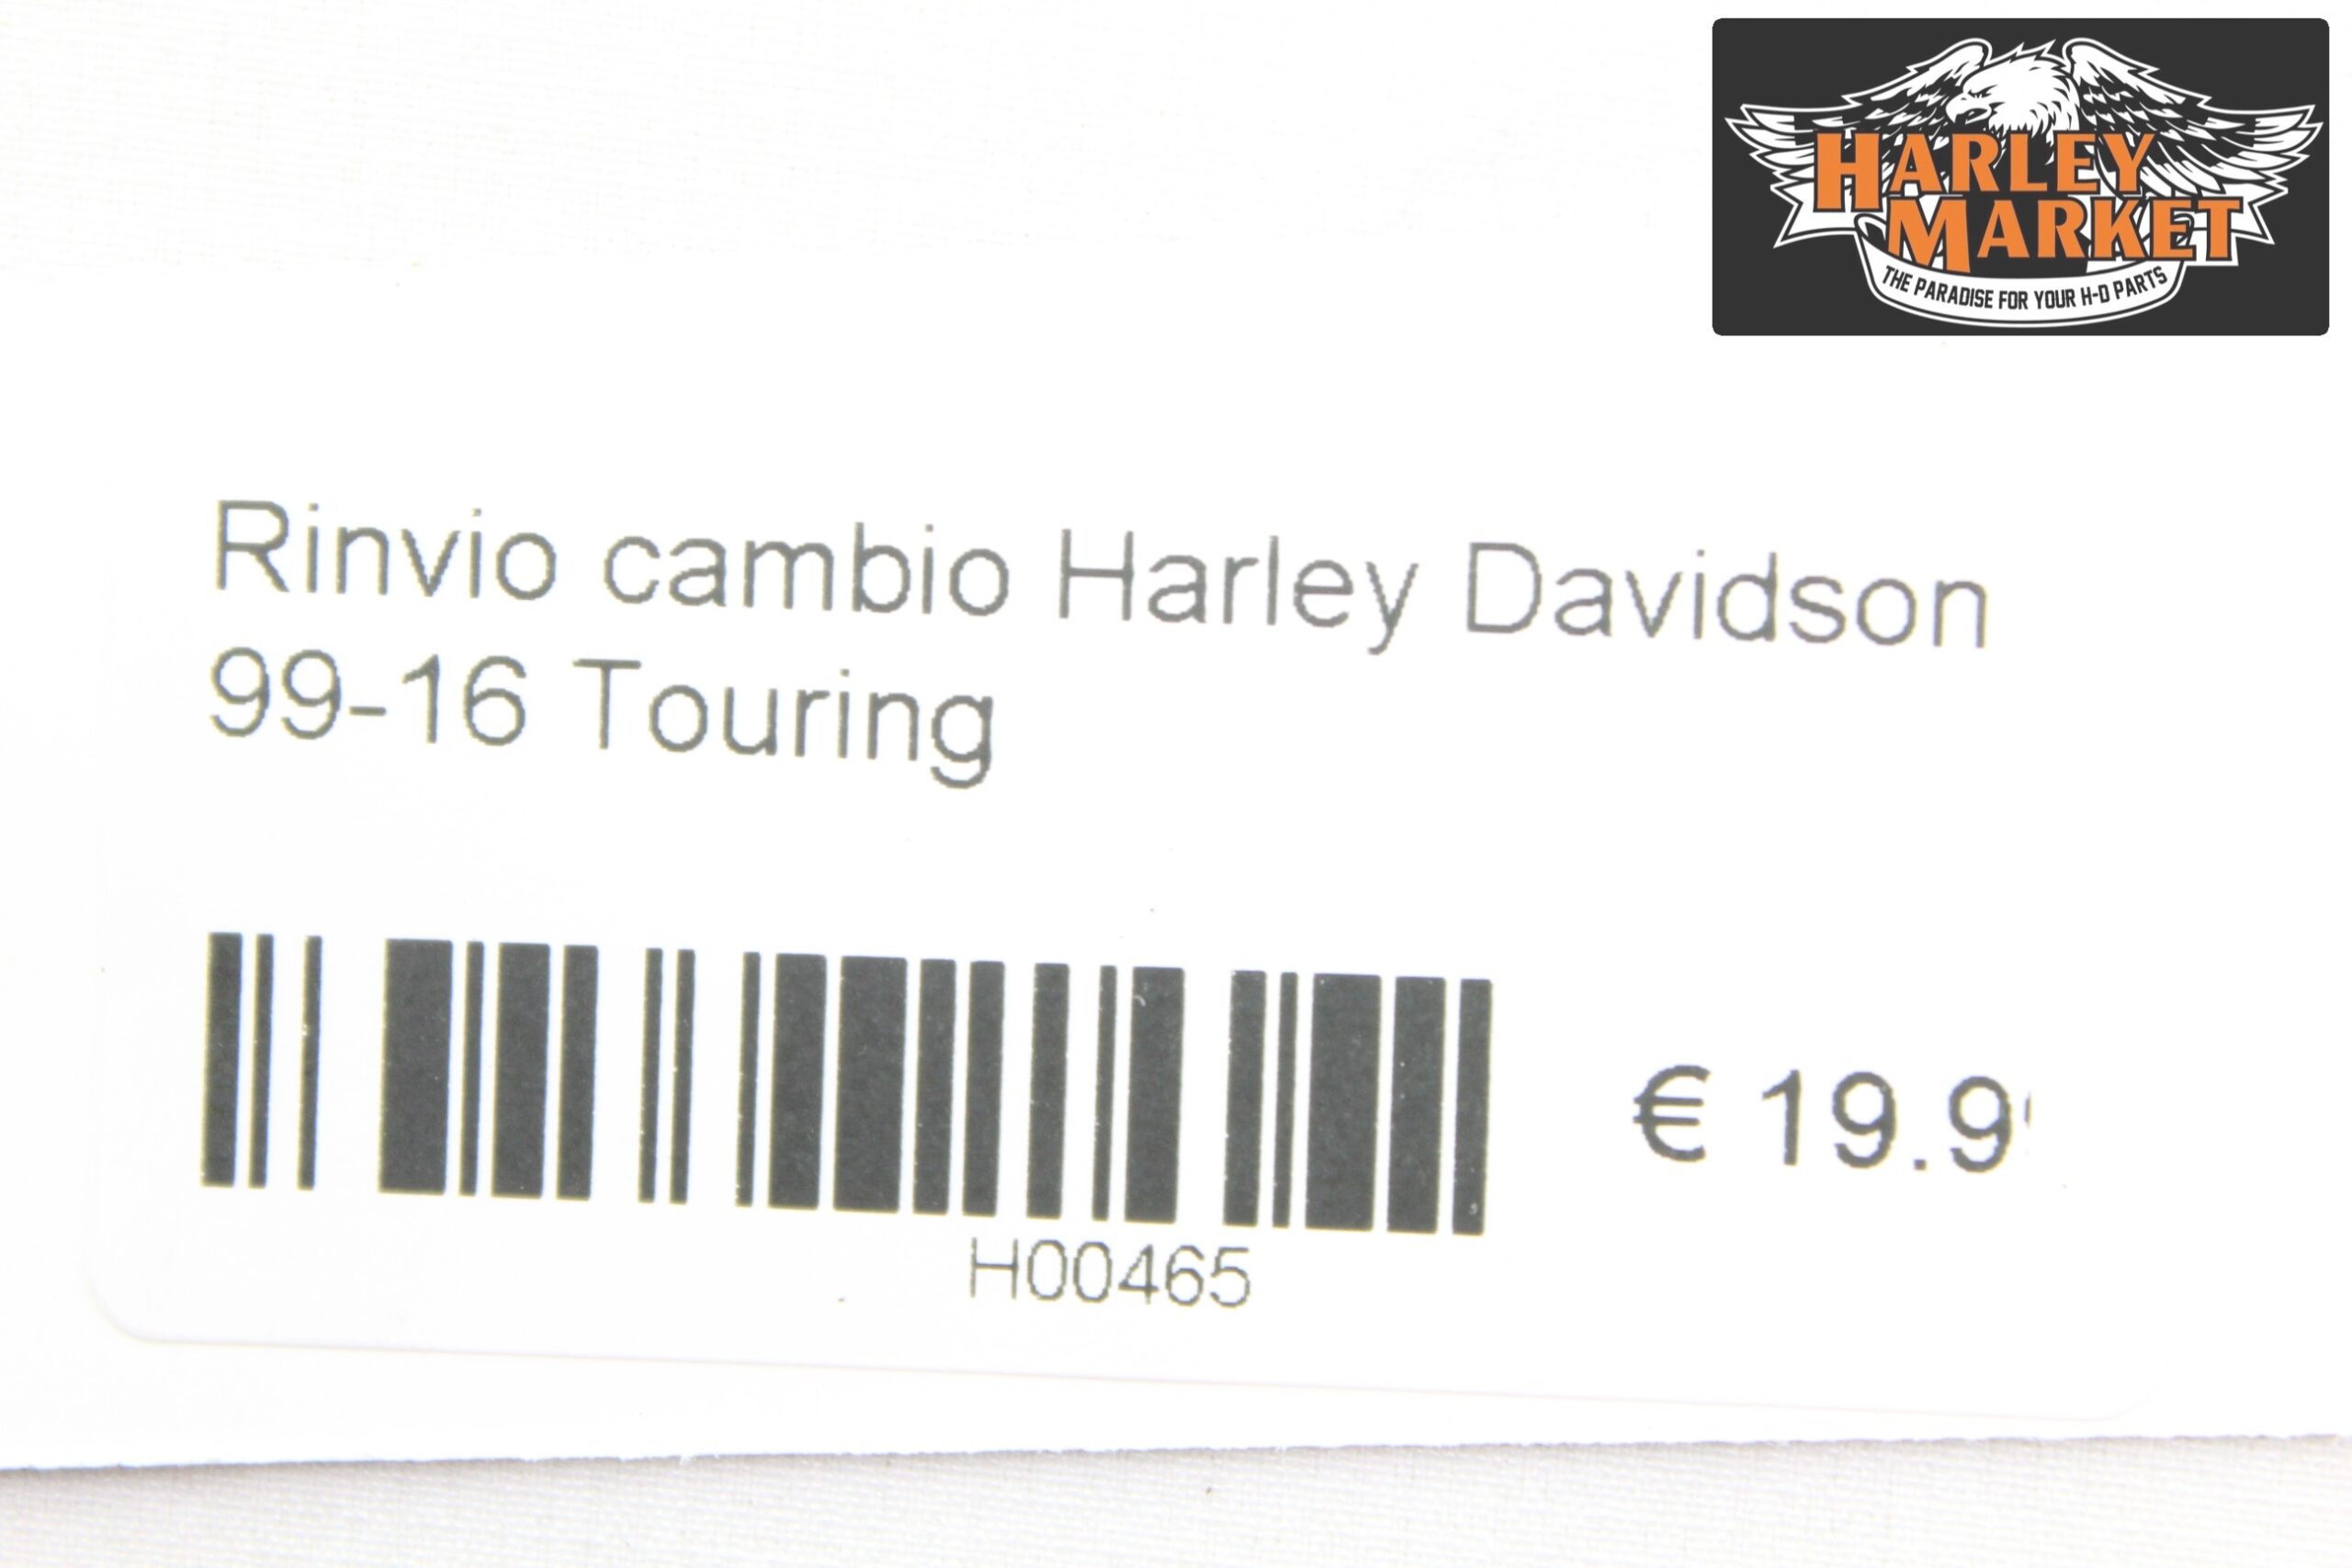 HARLEY
MARKET
THE PARADISE FOR YOUR H-D PARTS
Rinvio cambio Harley Davidson
99-16 Touring
€ 19.9
H00465